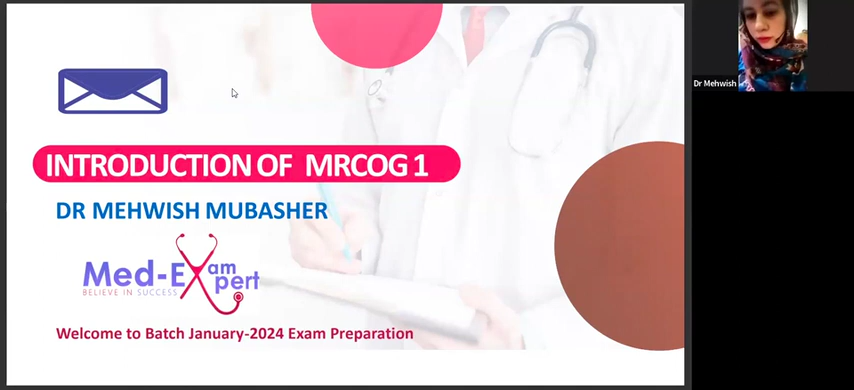 INTRODUCTION OF MRCOG 1
DR MEHWISH MUBASHER
Med-Exam Xpert
BELIEVE IN SUCCESS
Welcome to Batch January-2024 Exam Preparation
Dr Mehwish